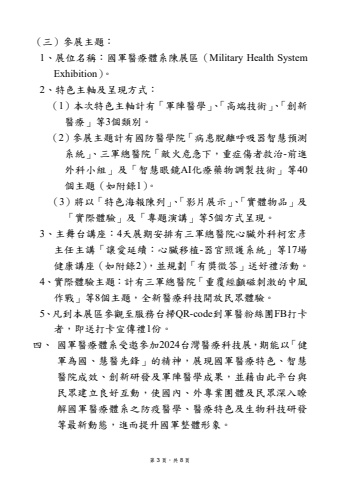 （三）參展主題：
1、展位名稱：國軍醫療體系陳展區（Military Health System
Exhibition）。
2、特色主軸及呈現方式：
（1）本次特色主軸計有「軍陣醫學」、「高端技術」、「創新
醫療」等3個類別。
（2）參展主題計有國防醫學院「病患脫離呼吸器智慧預測
系統」、三軍總醫院「敵火危急下，重症傷者救治-前進
外科小組」及「智慧眼鏡AI化療藥物調製技術」等40
個主題（如附錄1）。
（3）將以「特色海報陳列」、「影片展示」、「實體物品」及
「實際體驗」及「專題演講」等5個方式呈現。
3、主舞台講座：4天展期安排有三軍總醫院心臟外科柯宏彥
主任主講「讓愛延續：心臟移植-器官照護系統」等17場
健康講座（如附錄2），並規劃「有獎徵答」送好禮活動。
4、實際體驗主題：計有三軍總醫院「重覆經顱磁刺激的中風
作戰」等8個主題，全新醫療科技開放民眾體驗。
5、凡到本展區參觀至服務台掃QR-code到軍醫粉絲團FB打卡
者，即送打卡宣傳禮1份。
四、 國軍醫療體系受邀參加2024台灣醫療科技展，期能以「健
軍為國、慧醫先鋒」的精神，展現國軍醫療特色、智慧
醫院成效、創新研發及軍陣醫學成果，並藉由此平台與
民眾建立良好互動，使國內、外專業團體及民眾深入瞭
解國軍醫療體系之防疫醫學、醫療特色及生物科技研發
等最新動態，進而提升國軍整體形象。
第 3 頁，共 8 頁